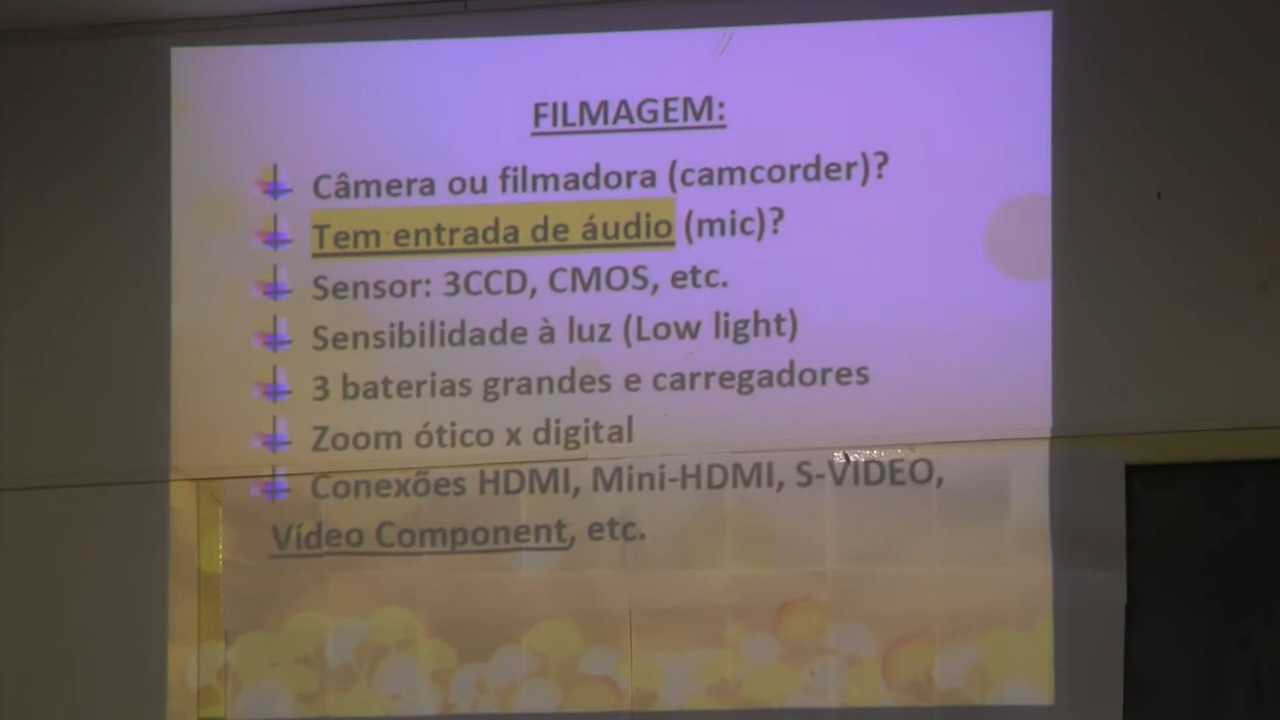 FILMAGEM:
Câmera ou filmadora (camcorder)?
Tem entrada de áudio (mic)?
Sensor: 3CCD, CMOS, etc.
Sensibilidade à luz (Low light)
3 baterias grandes e carregadores
Zoom ótico x digital
Conexões HDMI, Mini-HDMI, S-VIDEO,
Vídeo Component, etc.